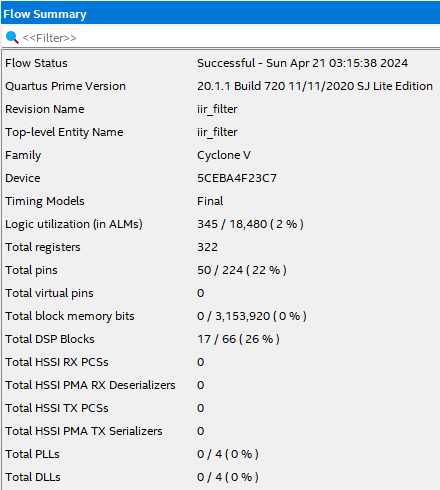 Flow Summary
<<Filter>>
Flow Status Successful - Sun Apr 21 03:15:38 2024
Quartus Prime Version 20.1.1 Build 720 11/11/2020 SJ Lite Edition
Revision Name iir_filter
Top-level Entity Name iir_filter
Family Cyclone V
Device 5CEBA4F23C7
Timing Models Final
Logic utilization (in ALMs) 345 / 18,480 ( 2 % )
Total registers 322
Total pins 50 / 224 ( 22 % )
Total virtual pins 0
Total block memory bits 0 / 3,153,920 ( 0 % )
Total DSP Blocks 17 / 66 ( 26 % )
Total HSSI RX PCSs 0
Total HSSI PMA RX Deserializers 0
Total HSSI TX PCSs 0
Total HSSI PMA TX Serializers 0
Total PLLs 0 / 4 ( 0 % )
Total DLLs 0 / 4 ( 0 % )